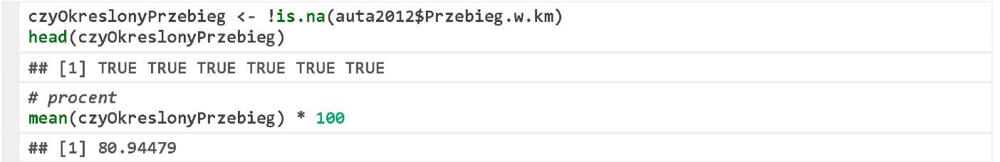 czyOkreslonyPrzebieg <- !is.na(auta2012$Przebieg.w.km)
head(czyOkreslonyPrzebieg)
## [1] TRUE TRUE TRUE TRUE TRUE TRUE
# procent
mean(czyOkreslonyPrzebieg) * 100
## [1] 80.94479